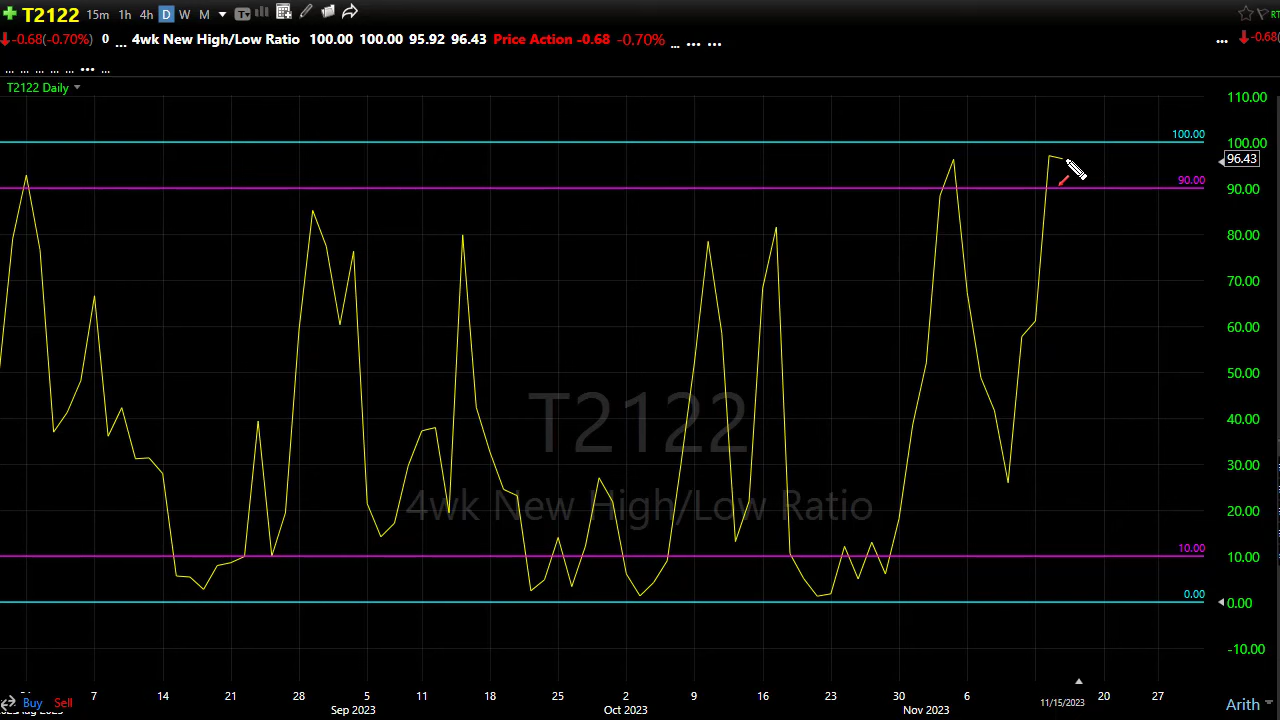 T2122 15m 1h 4h D W M T RT
-0.68(-0.70%) 0 ... 4wk New High/Low Ratio 100.00 100.00 95.92 96.43 Price Action -0.68 -0.70% ... ... ... ... -0.68(
... ... ... ... ... ... ...
T2122 Daily
110.00
100.00 100.00
96.43
90.00 90.00
80.00
70.00
60.00
50.00
40.00
T2122
30.00
4wk New High/Low Ratio
20.00
10.00 10.00
0.00 0.00
-10.00
7 14 21 28 5 11 18 25 2 9 16 23 30 6 20 27
Buy Sell
2023 Sep 2023 Oct 2023 Nov 2023 11/15/2023 Arith